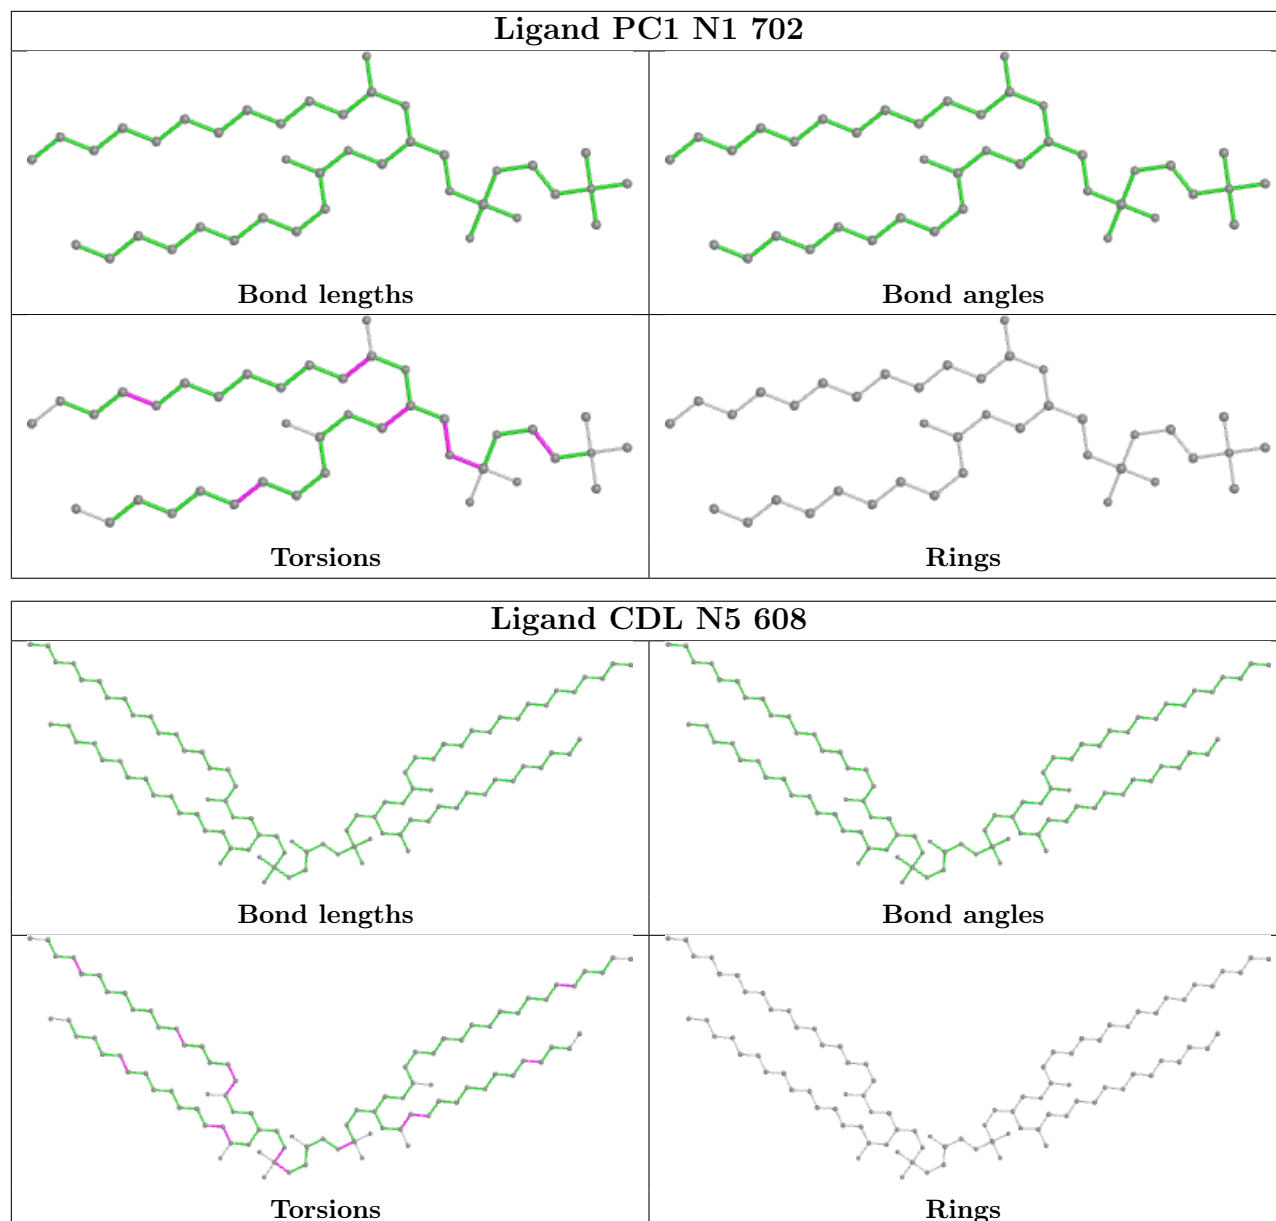 Ligand PC1 N1 702
Bond lengths
Bond angles
Torsions
Rings
Ligand CDL N5 608
Bond lengths
Bond angles
Torsions
Rings